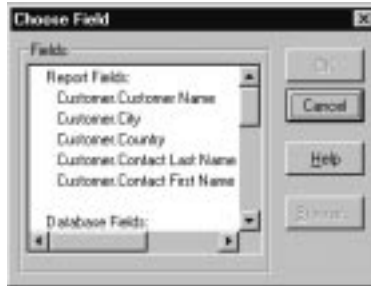 Choose Field
Fields
Report Fields:
Customer.Customer Name
Customer.City
Customer.Country
Customer.Contact Last Name
Customer.Contact First Name
Database Fields:
Cancel
Help